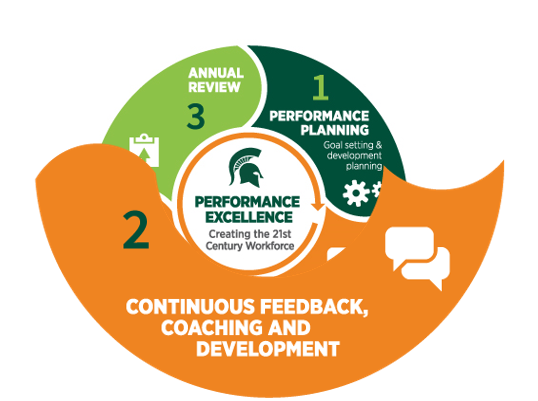 1
PERFORMANCE
PLANNING
Goal setting &
development
planning
2
CONTINUOUS FEEDBACK,
COACHING AND
DEVELOPMENT
ANNUAL
REVIEW
3
PERFORMANCE
EXCELLENCE
Creating the 21st
Century Workforce